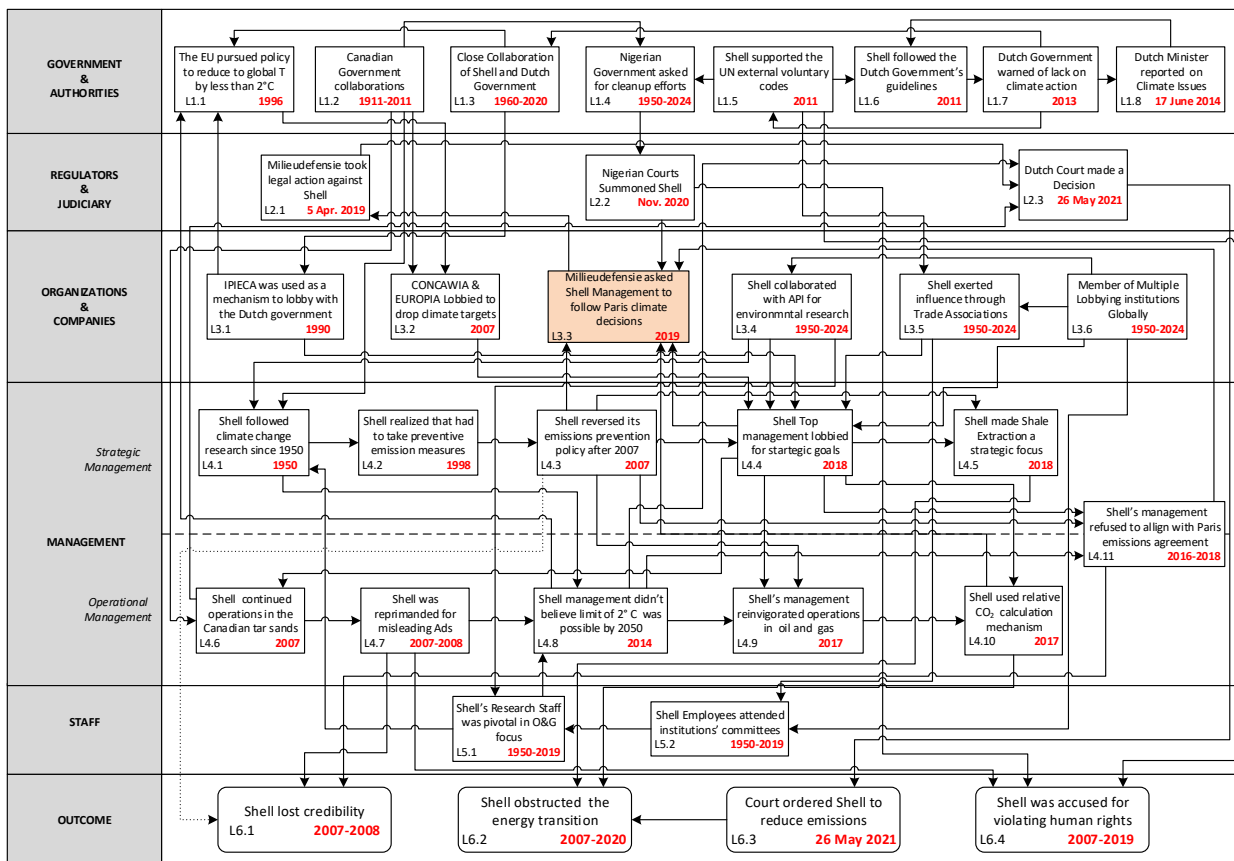 GOVERNMENT
&
AUTHORITIES
The EU pursued policy
to reduce to global T
by less than 2°C
L1.1 1996
Canadian
Government
collaborations
L1.2 1911-2011
Close Collaboration
of Shell and Dutch
Government
L1.3 1960-2020
Nigerian
Government asked
for cleanup efforts
L1.4 1950-2024
Shell supported the
UN external voluntary
codes
L1.5 2011
Shell followed the
Dutch Government's
guidelines
L1.6 2011
Dutch Government
warned of lack on
climate action
L1.7 2013
Dutch Minister
reported on
Climate Issues
L1.8 17 June 2014
REGULATORS
&
JUDICIARY
Milieudefensie took
legal action against
Shell
L2.1 5 Apr. 2019
Nigerian Courts
Summoned Shell
L2.2 Nov. 2020
Dutch Court made a
Decision
L2.3 26 May 2021
ORGANIZATIONS
&
COMPANIES
IPIECA was used as a
mechanism to lobby with
the Dutch government
L3.1 1990
CONCAWIA &
EUROPIA Lobbied to
drop climate targets
L3.2 2007
Millieudefensie asked
Shell Management to
follow Paris climate
decisions
L3.3 2019
Shell collaborated
with API for
environmntal research
L3.4 1950-2024
Shell exerted
influence through
Trade Associations
L3.5 1950-2024
Member of Multiple
Lobbying institutions
Globally
L3.6 1950-2024
MANAGEMENT
Strategic
Management
Shell followed
climate change
research since 1950
L4.1 1950
Shell realized that had
to take preventive
emission measures
L4.2 1998
Shell reversed its
emissions prevention
policy after 2007
L4.3 2007
Shell Top
management lobbied
for startegic goals
L4.4 2018
Shell made Shale
Extraction a
strategic focus
L4.5 2018
Shell's management
refused to align with Paris
emissions agreement
L4.11 2016-2018
Operational
Management
Shell continued
operations in the
Canadian tar sands
L4.6 2007
Shell was
reprimanded for
misleading Ads
L4.7 2007-2008
Shell management didn't
believe limit of 2° C was
possible by 2050
L4.8 2014
Shell's management
reinvigorated operations
in oil and gas
L4.9 2017
Shell used relative
CO₂ calculation
mechanism
L4.10 2017
STAFF
Shell's Research Staff
was pivotal in O&G
focus
L5.1 1950-2019
Shell Employees attended
institutions' committees
L5.2 1950-2019
OUTCOME
Shell lost credibility
L6.1 2007-2008
Shell obstructed the
energy transition
L6.2 2007-2020
Court ordered Shell to
reduce emissions
L6.3 26 May 2021
Shell was accused for
violating human rights
L6.4 2007-2019